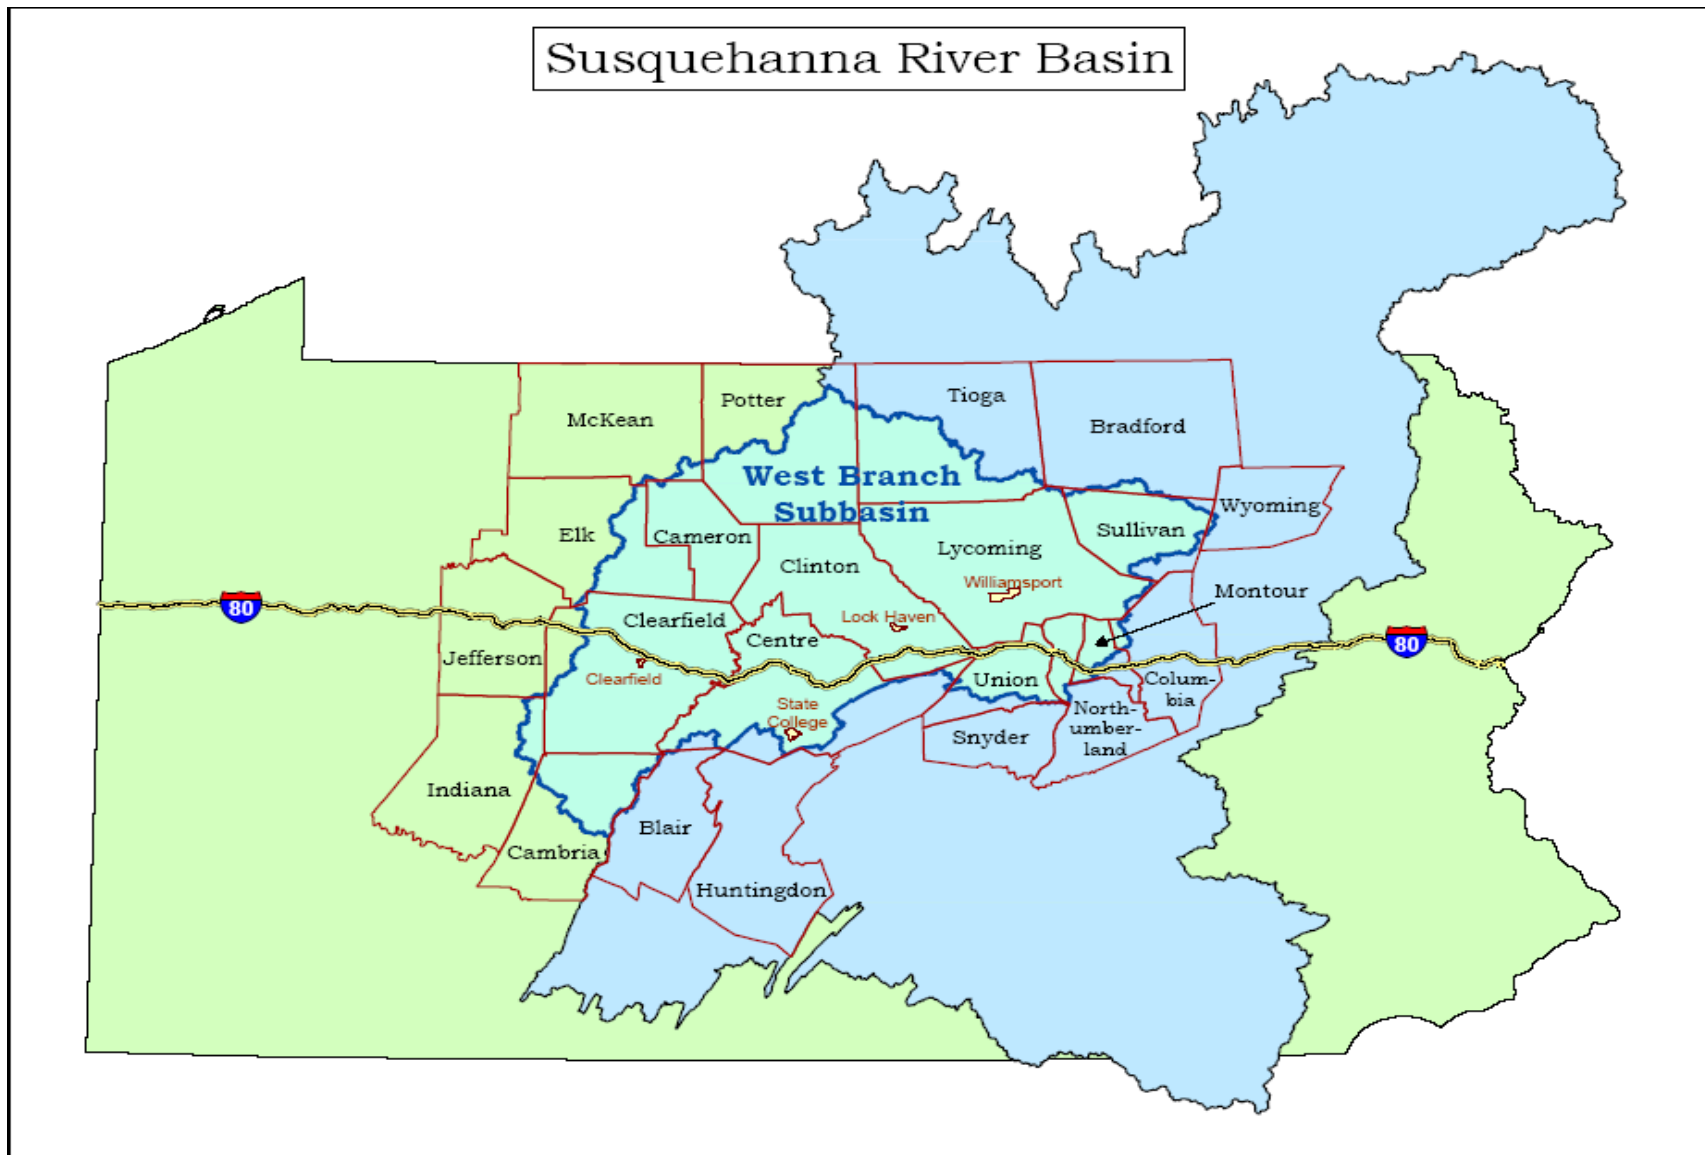 Susquehanna River Basin
Tioga
Potter
McKean
Bradford
West Branch
Subbasin
Wyoming
Sullivan
Elk
Cameron
Lycoming
Clinton
Williamsport
Montour
80
Lock Haven
Clearfield
Centre
80
Jefferson
Clearfield
Union
Colum-
bia
State
College
North-
umber-
land
Snyder
Indiana
Blair
Cambria
Huntingdon